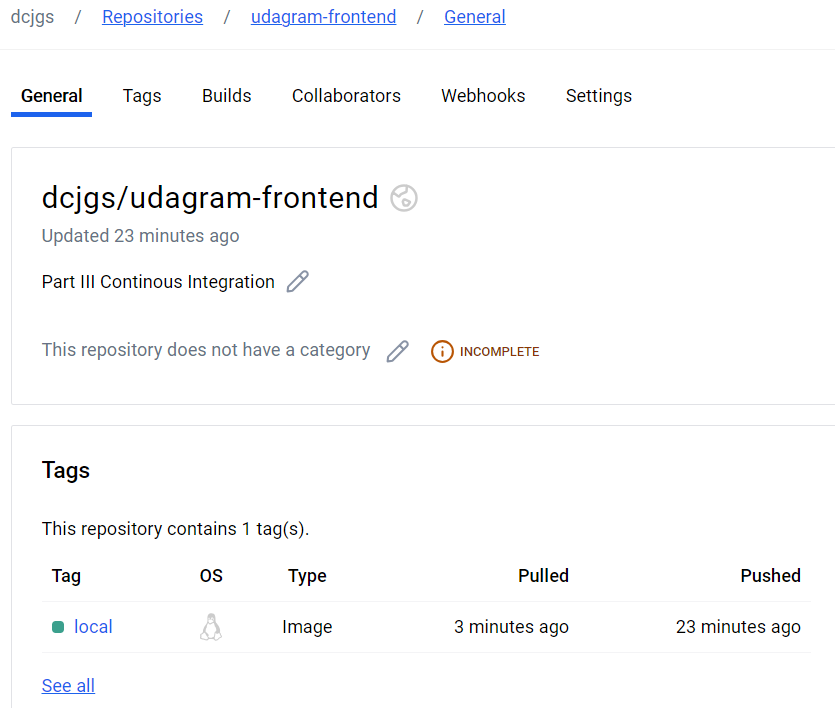 dcjgs / Repositories / udagram-frontend / General
General Tags Builds Collaborators Webhooks Settings
dcjgs/udagram-frontend
Updated 23 minutes ago
Part III Continous Integration
This repository does not have a category INCOMPLETE
Tags
This repository contains 1 tag(s).
Tag OS Type Pulled Pushed
local Image 3 minutes ago 23 minutes ago
See all